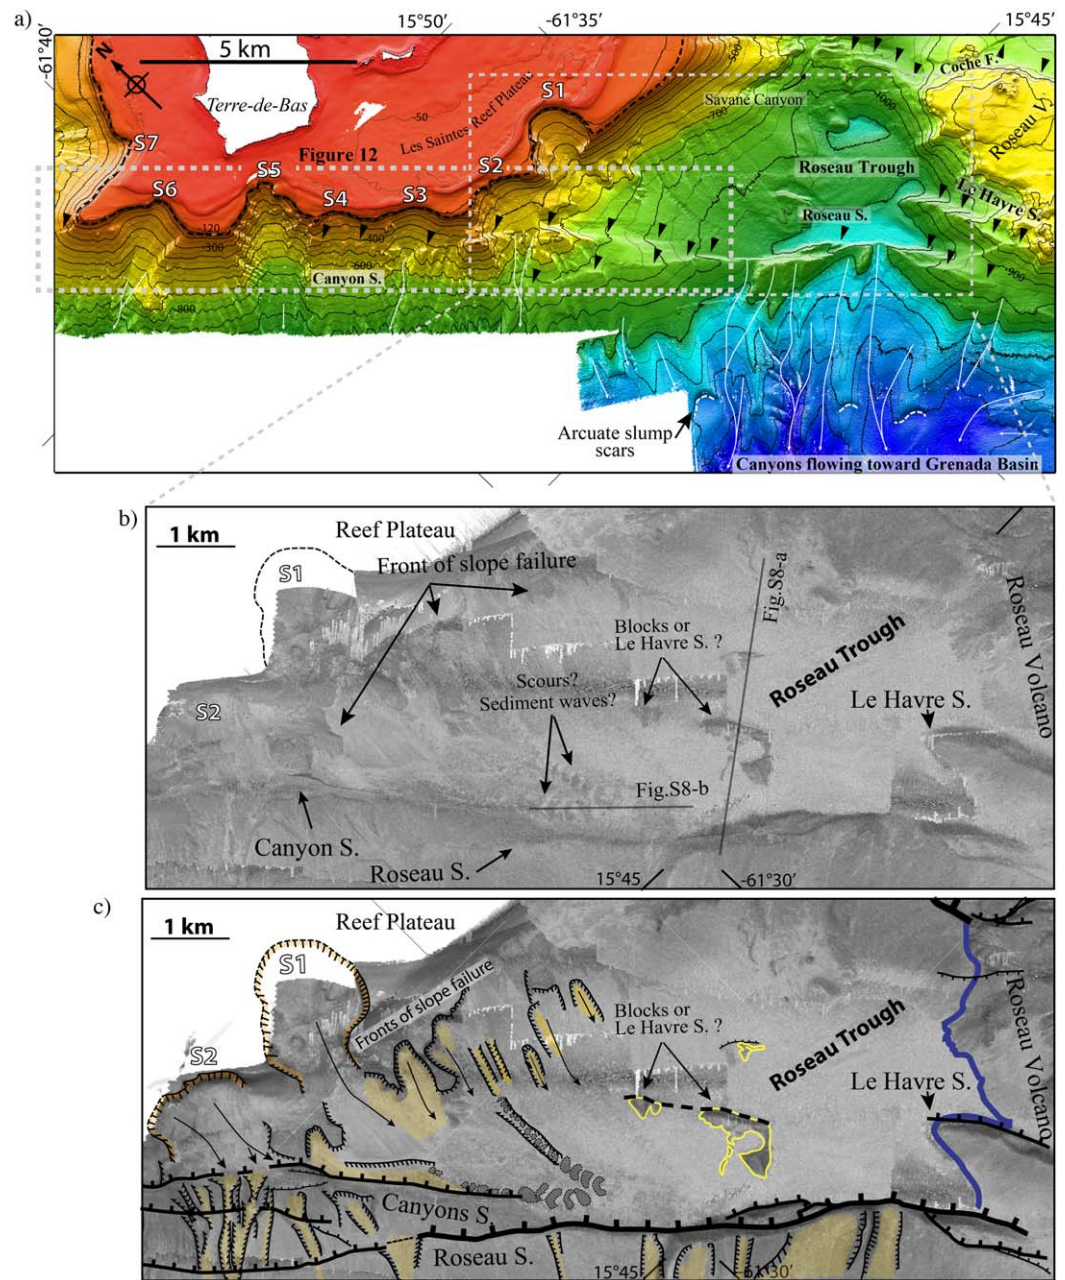 a)
15°50’
-61°35’
15°45’
-61°40’
5 km
N
Coche F.
-500
Terre-de-Bas
S1
Savane Canyon
-1000
-50
Les Saintes Reef Plateau
-700
Roseau V.
S7
Figure 12
S2
Roseau Trough
S5
S6
S4
S3
Le Havre S.
Roseau S.
-120
-300
-400
-600
Canyon S.
-900
-800
Arcuate slump
scars
Canyons flowing toward Grenada Basin
b)
1 km
Reef Plateau
Front of slope failure
S1
Fig.S8-a
Roseau Volcano
Blocks or
Le Havre S. ?
Roseau Trough
Scours?
Sediment waves?
Le Havre S.
S2
Fig.S8-b
Canyon S.
Roseau S.
15°45
-61°30’
c)
1 km
Reef Plateau
S1
Fronts of slope failure
Blocks or
Le Havre S. ?
Roseau Trough
Roseau Volcano
S2
Le Havre S.
Canyons S.
Roseau S.
15°45
-61°30’